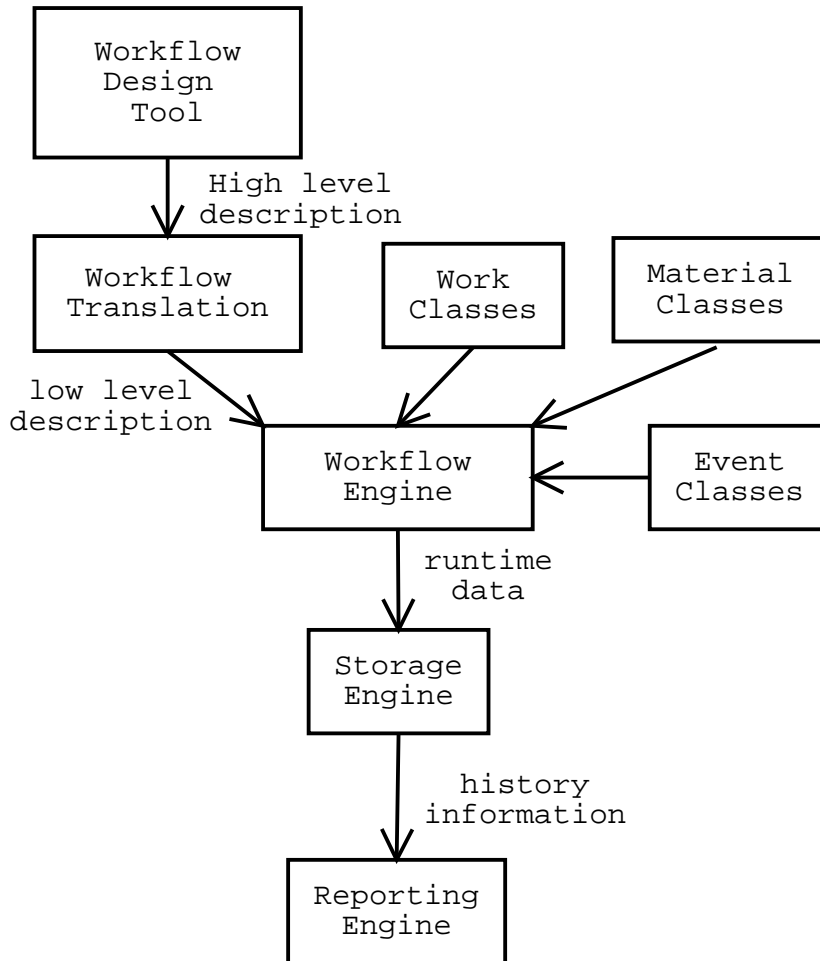 Workflow
Design
Tool
High level
description
Workflow
Translation
Work
Classes
Material
Classes
low level
description
Workflow
Engine
Event
Classes
runtime
data
Storage
Engine
history
information
Reporting
Engine